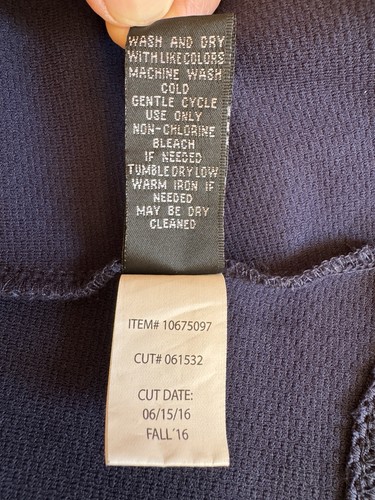 WASH AND DRY
WITH LIKE COLORS
MACHINE WASH
COLD
GENTLE CYCLE
USE ONLY
NON-CHLORINE
BLEACH
IF NEEDED
TUMBLE DRY LOW
WARM IRON IF
NEEDED
MAY BE DRY
CLEANED
ITEM# 10675097
CUT# 061532
CUT DATE:
06/15/16
FALL´16